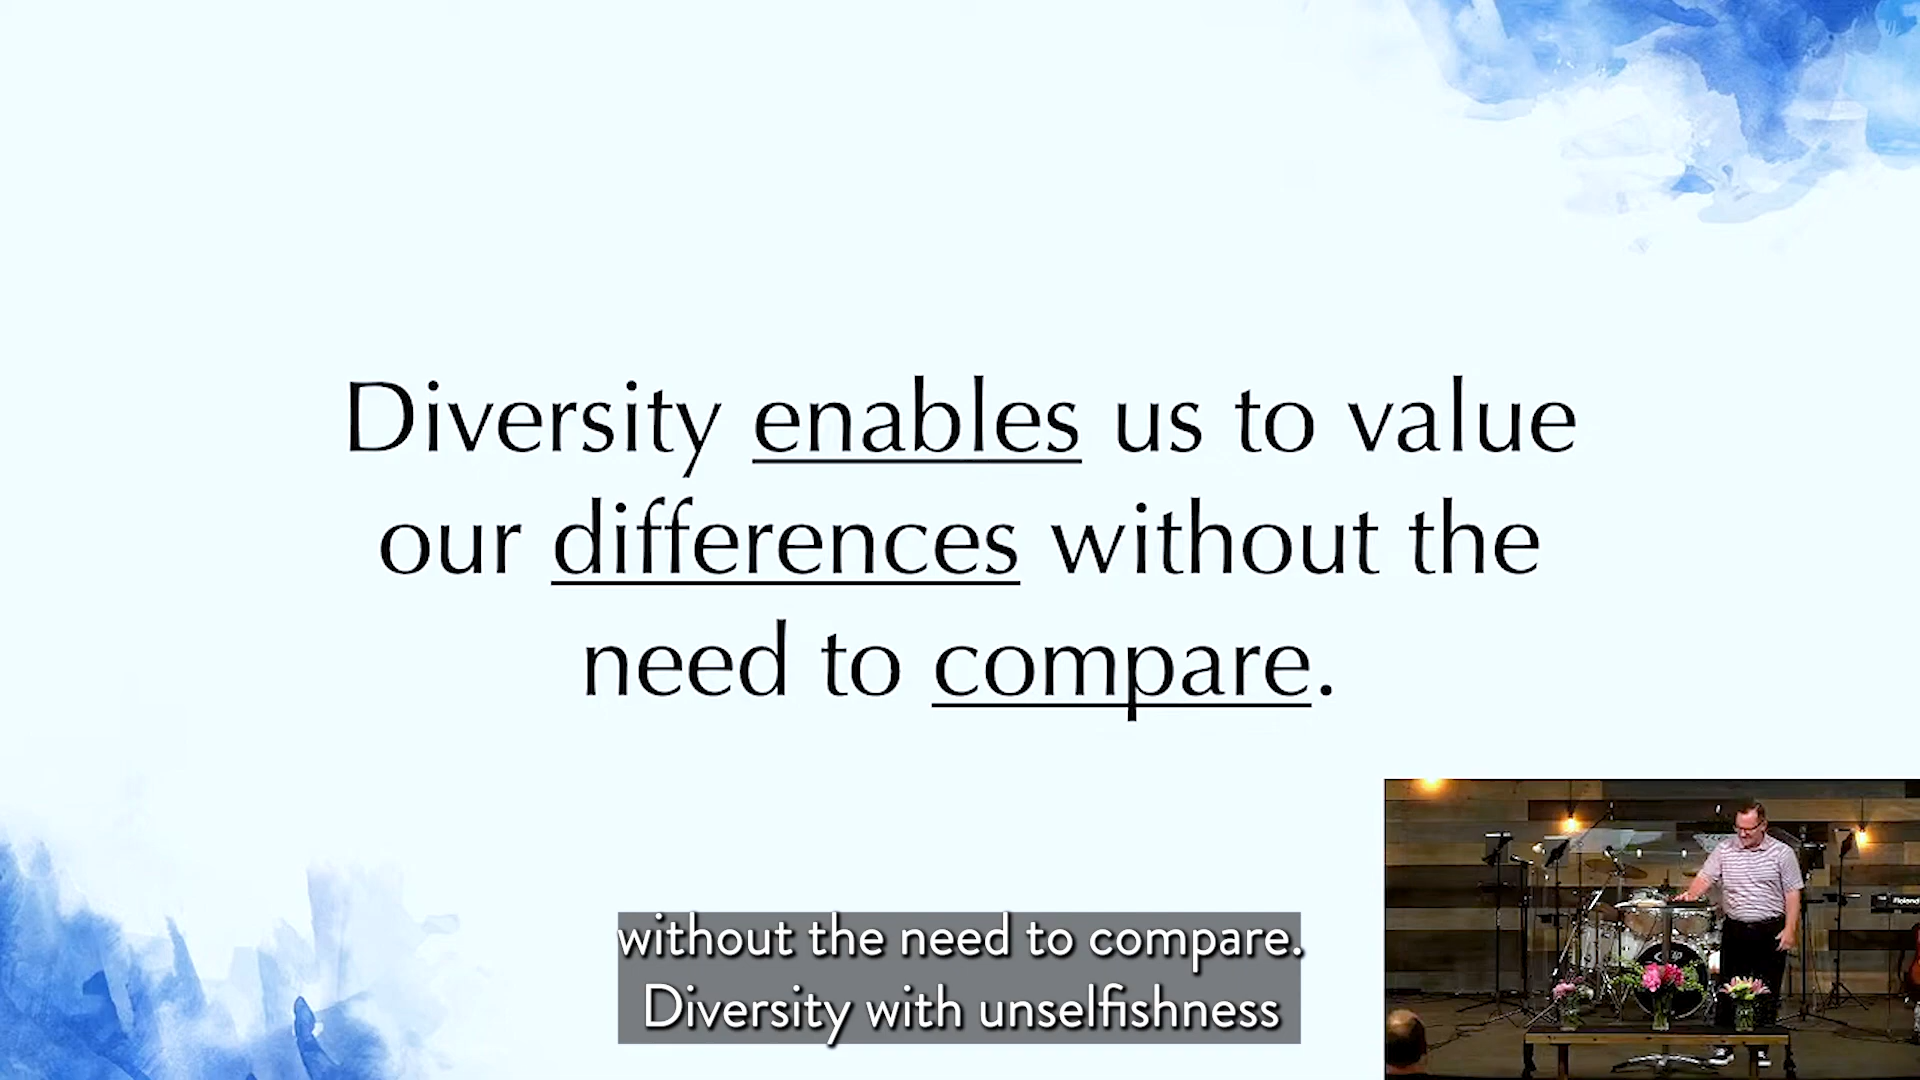 Diversity enables us to value
our differences without the
need to compare.
without the need to compare.
Diversity with unselfishness